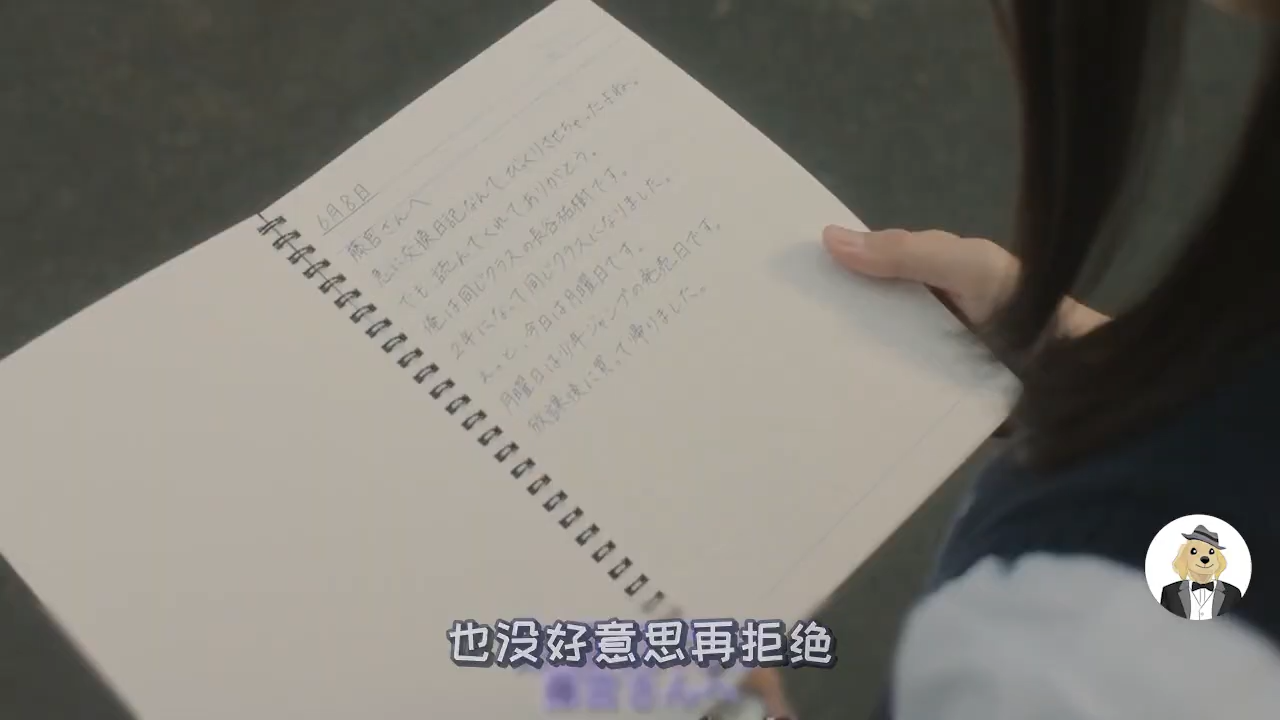 6月8日
藤宮さんへ
急に交換日記なんてびっくりさせちゃったよね。
でも読んでくれてありがとう。
俺は同じクラスの長谷祐樹です。
2年になって同じクラスになりました。
えっと、今日は月曜日です。
月曜日は少年ジャンプの発売日です。
放課後に買って帰りました。
也没好意思再拒绝